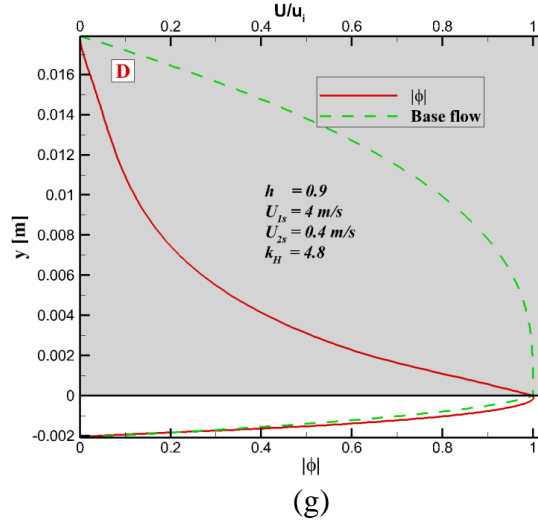 U/u_i
0 0.2 0.4 0.6 0.8 1
D
|ϕ|
Base flow
h = 0.9
U_1s = 4 m/s
U_2s = 0.4 m/s
k_H = 4.8
y [m]
0.016
0.014
0.012
0.01
0.008
0.006
0.004
0.002
0
-0.002
0 0.2 0.4 0.6 0.8 1
|ϕ|
(g)